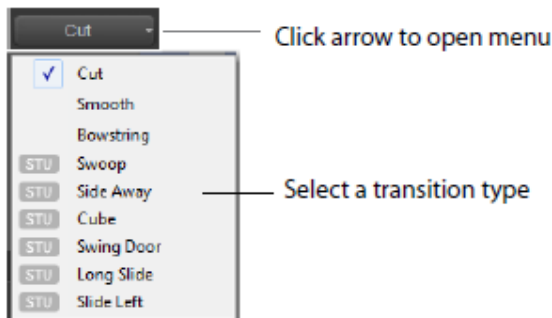 Cut
Click arrow to open menu
Cut
Smooth
Bowstring
STU Swoop
STU Side Away
Select a transition type
STU Cube
STU Swing Door
STU Long Slide
STU Slide Left